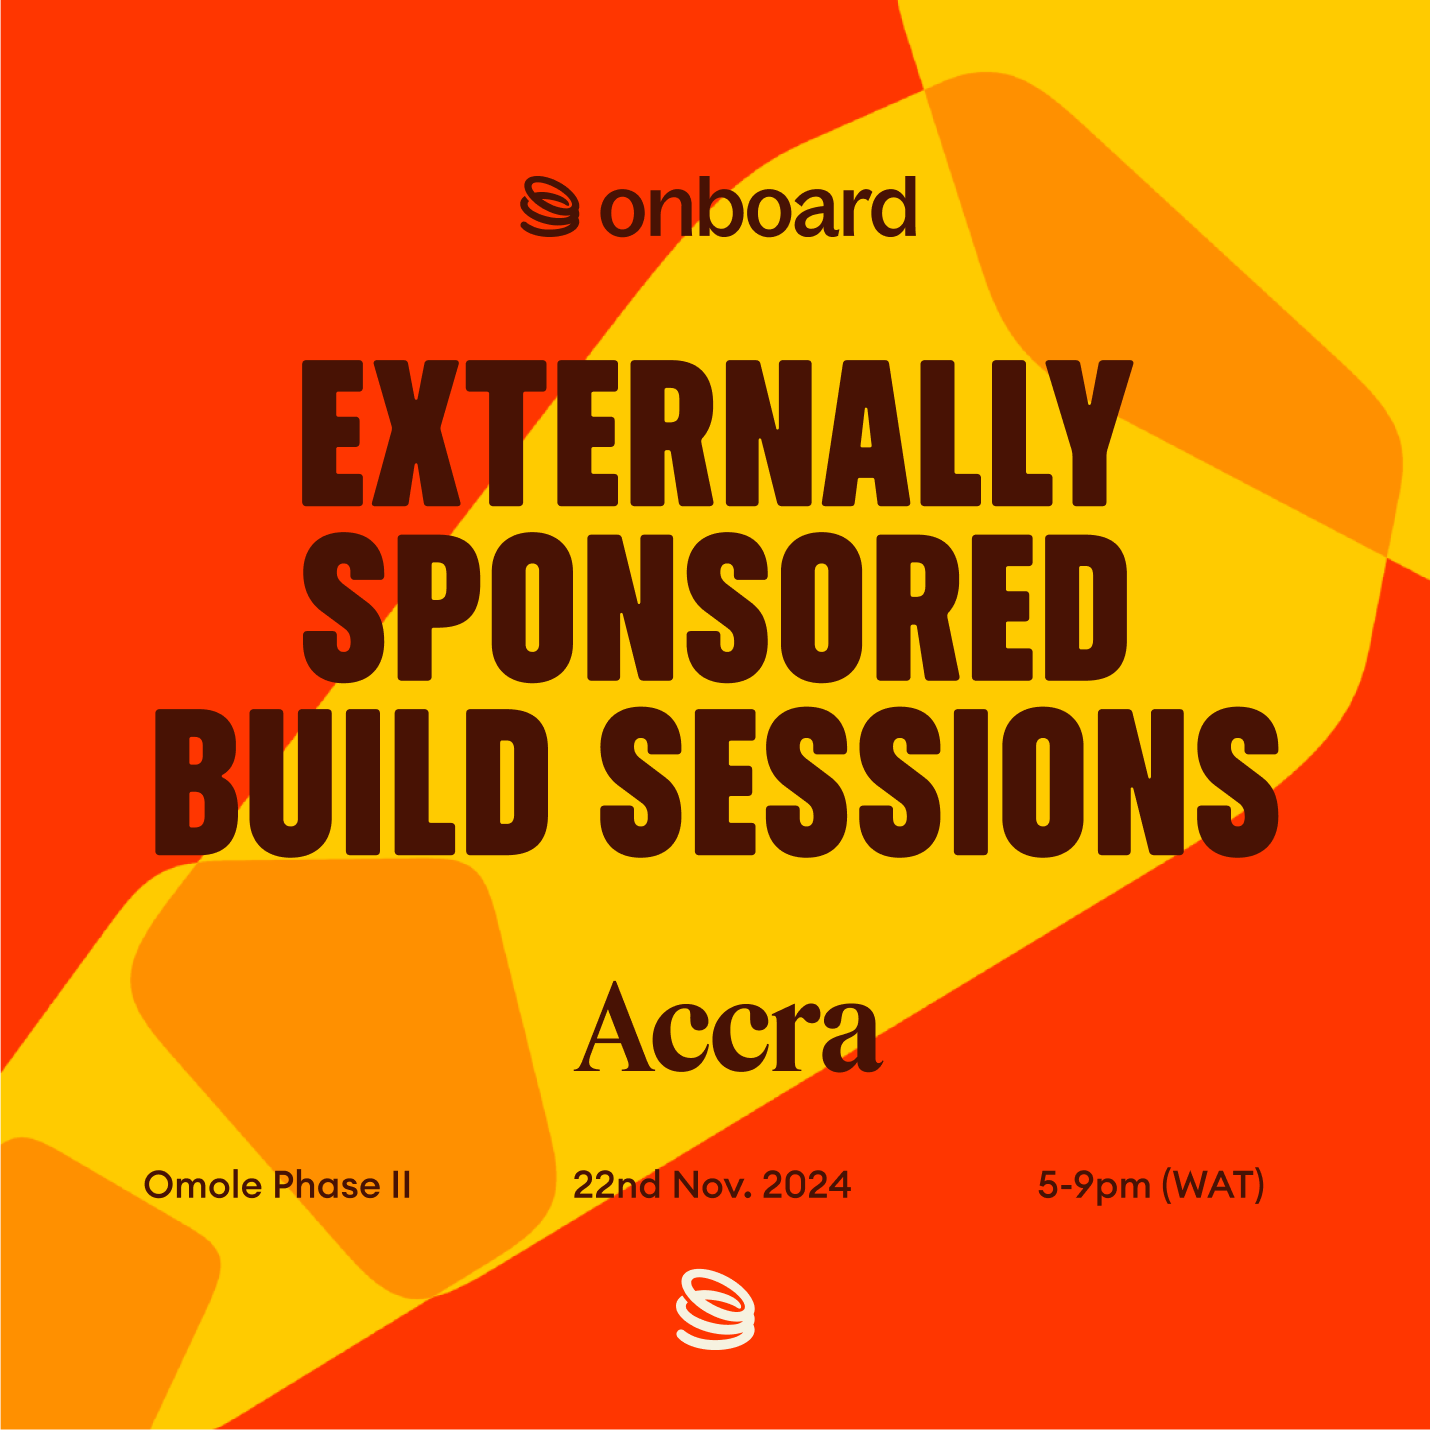 onboard
EXTERNALLY
SPONSORED
BUILD SESSIONS
Accra
Omole Phase II
22nd Nov. 2024
5-9pm (WAT)